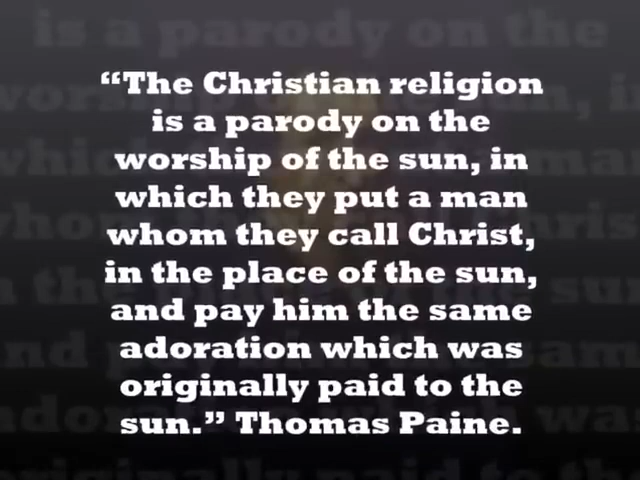 “The Christian religion
is a parody on the
worship of the sun, in
which they put a man
whom they call Christ,
in the place of the sun,
and pay him the same
adoration which was
originally paid to the
sun.” Thomas Paine.